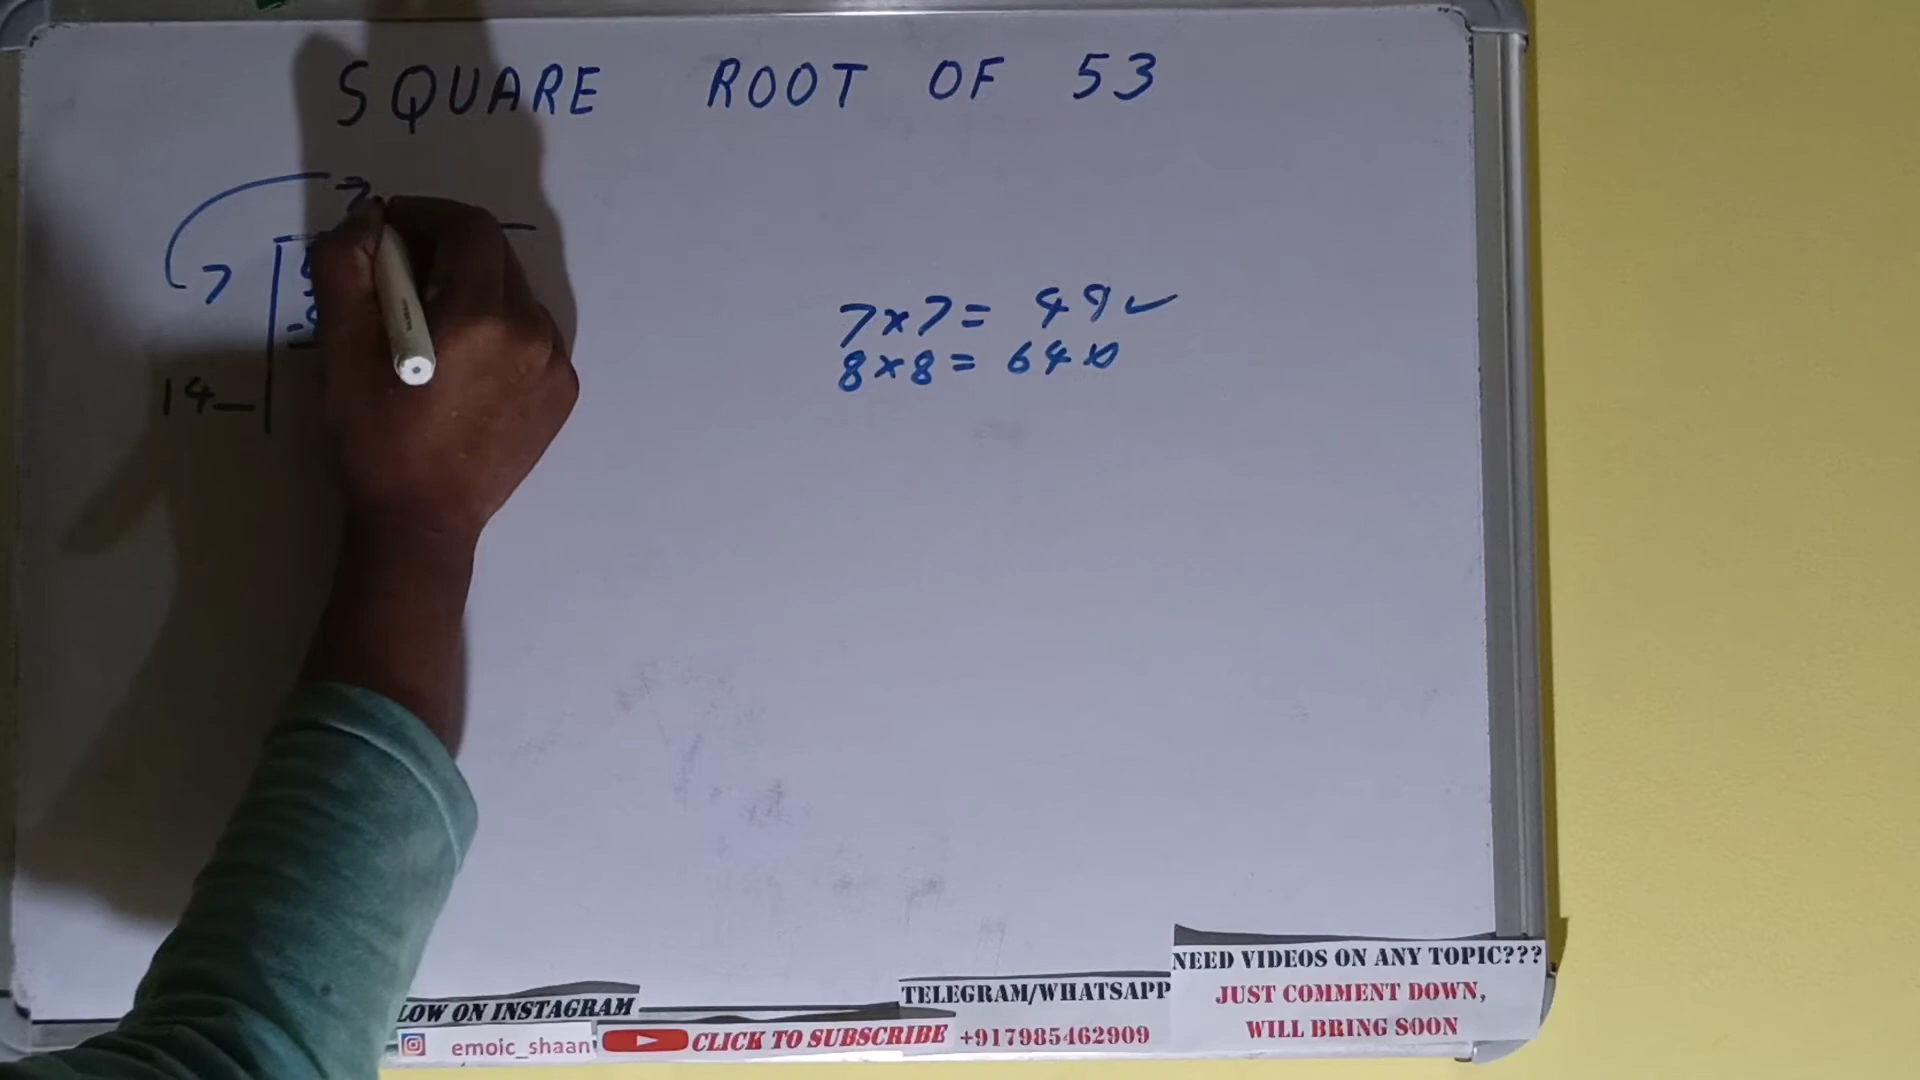 SQUARE ROOT OF 53
7
7
7×7= 49
8×8= 64
14_
NEED VIDEOS ON ANY TOPIC???
JUST COMMENT DOWN,
WILL BRING SOON
TELEGRAM/WHATSAPP
+917985462909
LOW ON INSTAGRAM
emoic_shaan
CLICK TO SUBSCRIBE